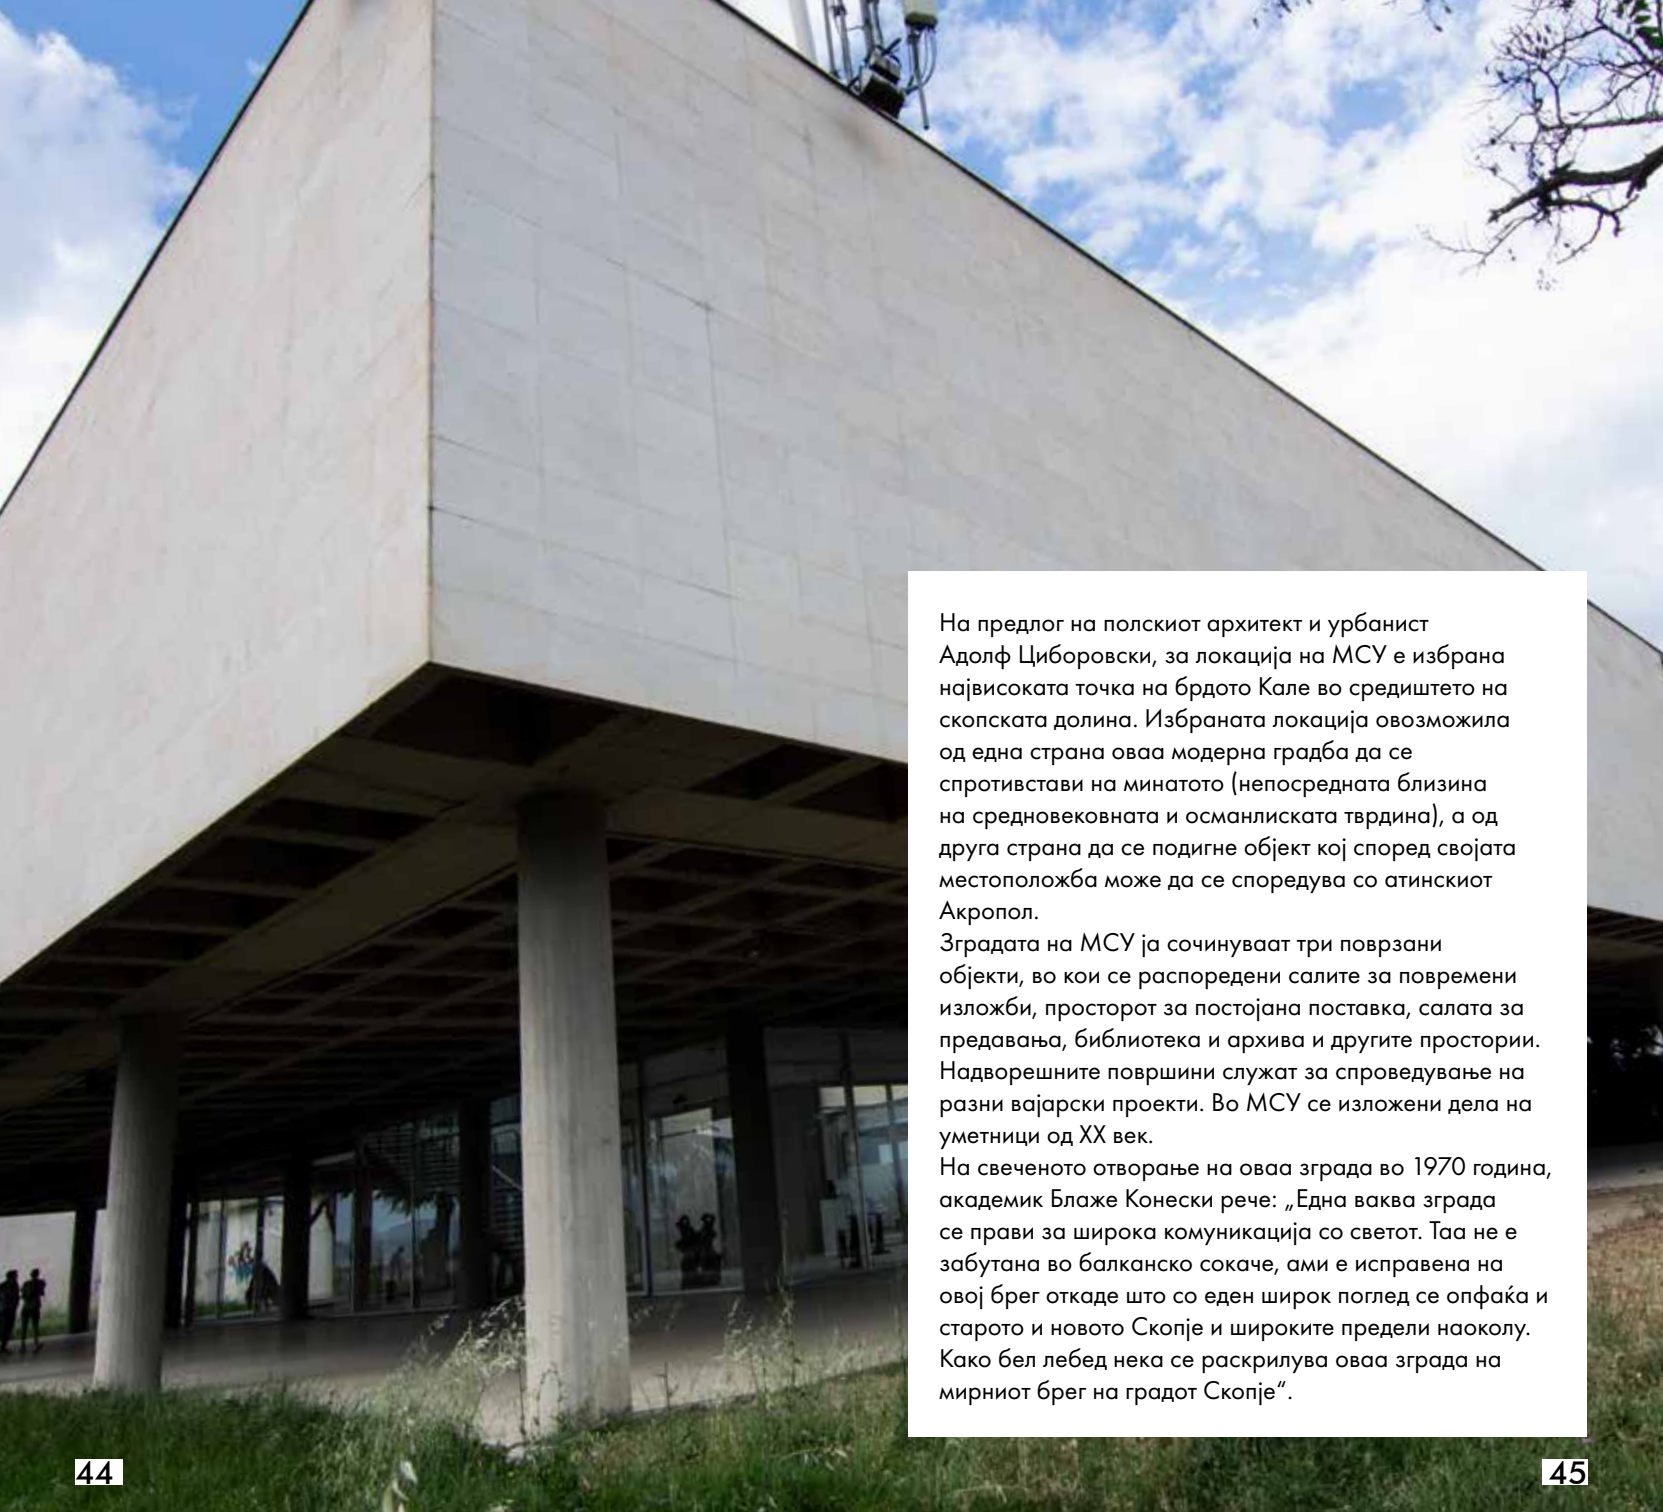 На предлог на полскиот архитект и урбанист
Адолф Циборовски, за локација на МСУ е избрана
највисоката точка на брдото Кале во средиштето на
скопската долина. Избраната локација овозможила
од една страна оваа модерна градба да се
спротивстави на минатото (непосредната близина
на средновековната и османлиската тврдина), а од
друга страна да се подигне објект кој според својата
местоположба може да се споредува со атинскиот
Акропол.
Зградата на МСУ ја сочинуваат три поврзани
објекти, во кои се распоредени салите за повремени
изложби, просторот за постојана поставка, салата за
предавања, библиотека и архива и другите простории.
Надворешните површини служат за спроведување на
разни вајарски проекти. Во МСУ се изложени дела на
уметници од XX век.
На свеченото отворање на оваа зграда во 1970 година,
академик Блаже Конески рече: „Една ваква зграда
се прави за широка комуникација со светот. Таа не е
забутана во балканско сокаче, ами е исправена на
овој брег откаде што со еден широк поглед се опфаќа и
старото и новото Скопје и широките предели наоколу.
Како бел лебед нека се раскрилува оваа зграда на
мирниот брег на градот Скопје“.
44
45